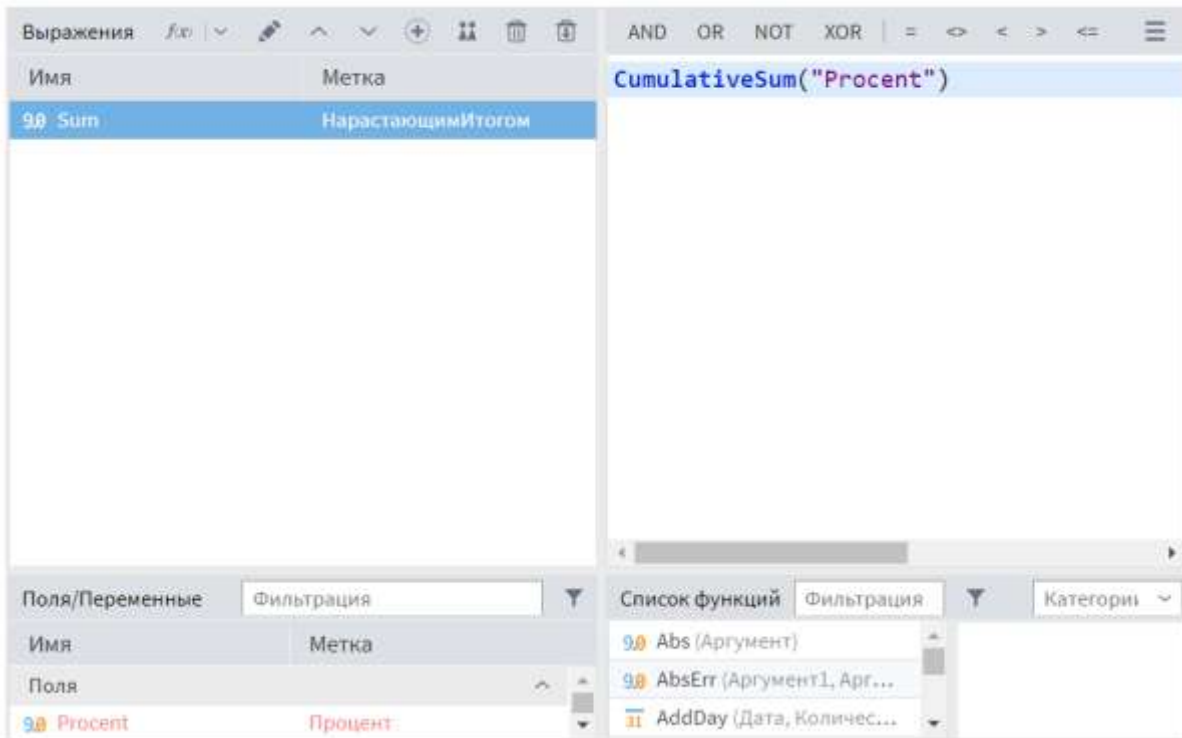 Выражения f(x)
AND OR NOT XOR = <> < > <=
Имя Метка
CumulativeSum("Procent")
9.0 Sum НарастающимИтогом
Поля/Переменные Фильтрация
Список функций Фильтрация Категории
Имя Метка
9.0 Abs (Аргумент)
Поля
9.0 AbsErr (Аргумент1, Арг...
9.0 Procent Процент
31 AddDay (Дата, Количес...